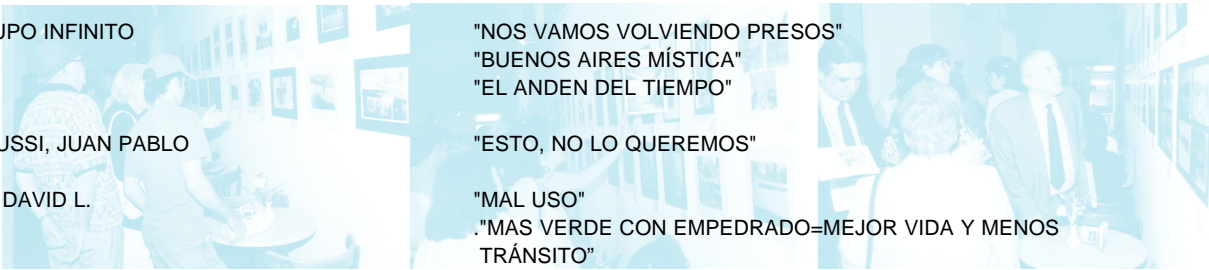 UPO INFINITO "NOS VAMOS VOLVIENDO PRESOS"
"BUENOS AIRES MÍSTICA"
"EL ANDEN DEL TIEMPO"
USSI, JUAN PABLO "ESTO, NO LO QUEREMOS"
DAVID L. "MAL USO"
."MAS VERDE CON EMPEDRADO=MEJOR VIDA Y MENOS
TRÁNSITO”